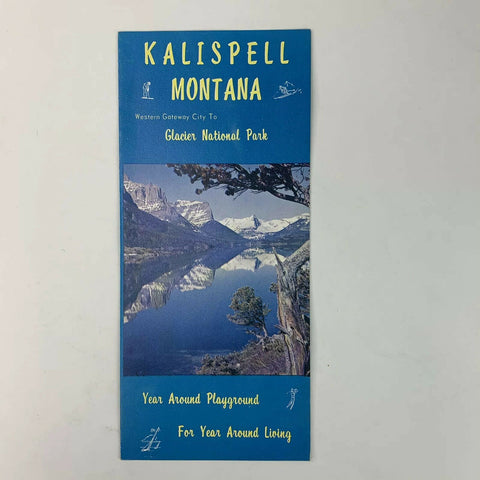 KALISPELL
MONTANA
Western Gateway City To
Glacier National Park
Year Around Playground
For Year Around Living